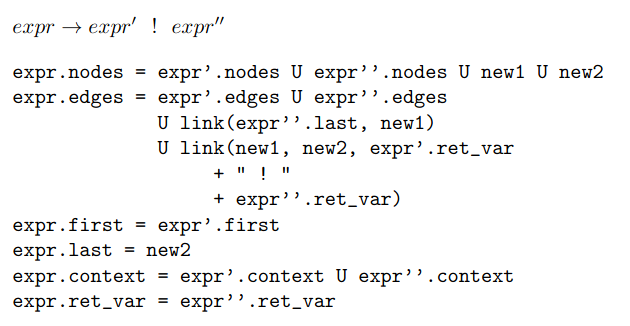 expr → expr′ ! expr″
expr.nodes = expr’.nodes U expr’’.nodes U new1 U new2
expr.edges = expr’.edges U expr’’.edges
U link(expr’’.last, new1)
U link(new1, new2, expr’.ret_var
+ " ! "
+ expr’’.ret_var)
expr.first = expr’.first
expr.last = new2
expr.context = expr’.context U expr’’.context
expr.ret_var = expr’’.ret_var